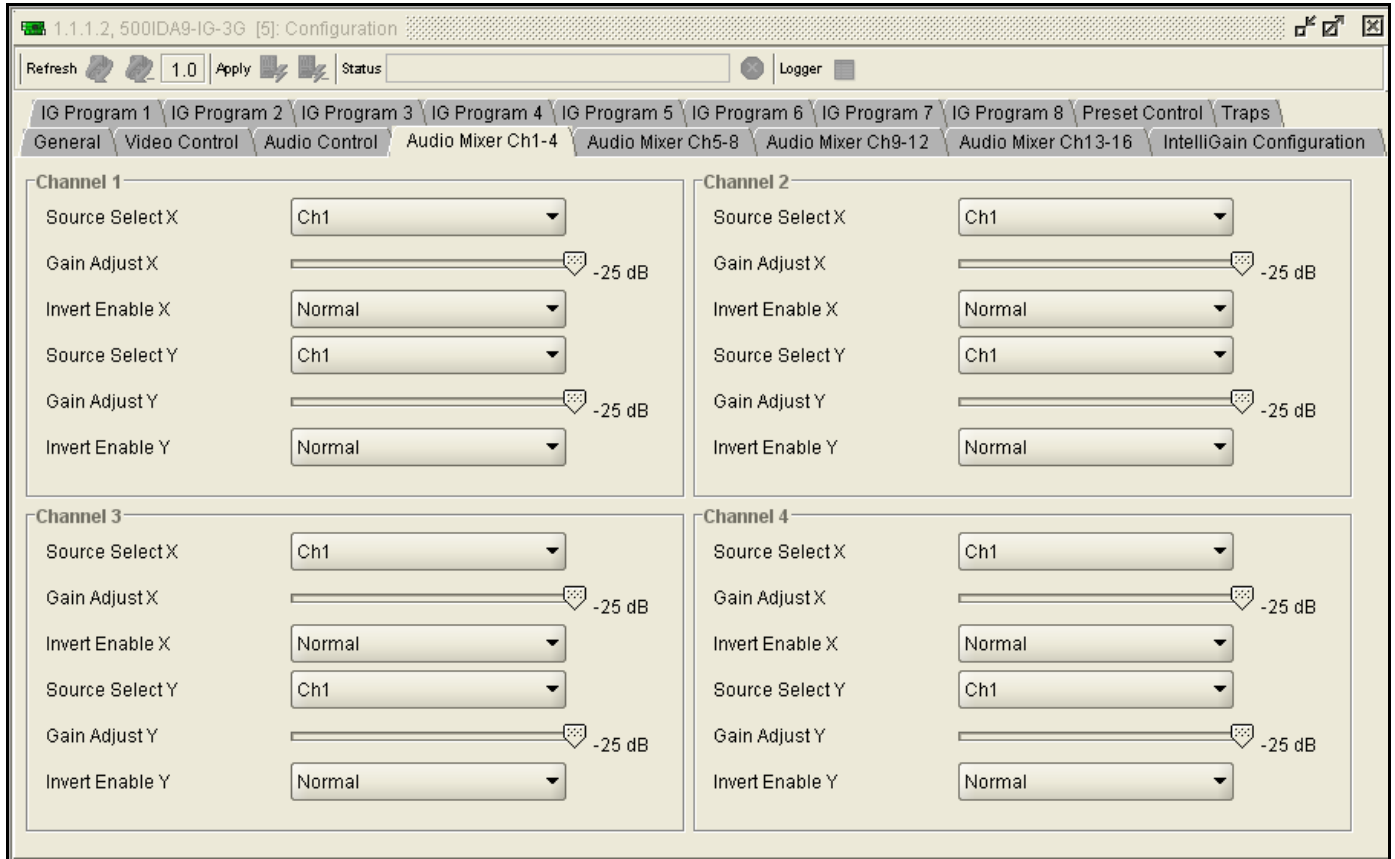 1.1.1.2, 500IDA9-IG-3G [5]: Configuration
Refresh 1.0 Apply Status Logger
IG Program 1 IG Program 2 IG Program 3 IG Program 4 IG Program 5 IG Program 6 IG Program 7 IG Program 8 Preset Control Traps
General Video Control Audio Control Audio Mixer Ch1-4 Audio Mixer Ch5-8 Audio Mixer Ch9-12 Audio Mixer Ch13-16 IntelliGain Configuration
Channel 1
Source Select X Ch1
Gain Adjust X -25 dB
Invert Enable X Normal
Source Select Y Ch1
Gain Adjust Y -25 dB
Invert Enable Y Normal
Channel 2
Source Select X Ch1
Gain Adjust X -25 dB
Invert Enable X Normal
Source Select Y Ch1
Gain Adjust Y -25 dB
Invert Enable Y Normal
Channel 3
Source Select X Ch1
Gain Adjust X -25 dB
Invert Enable X Normal
Source Select Y Ch1
Gain Adjust Y -25 dB
Invert Enable Y Normal
Channel 4
Source Select X Ch1
Gain Adjust X -25 dB
Invert Enable X Normal
Source Select Y Ch1
Gain Adjust Y -25 dB
Invert Enable Y Normal